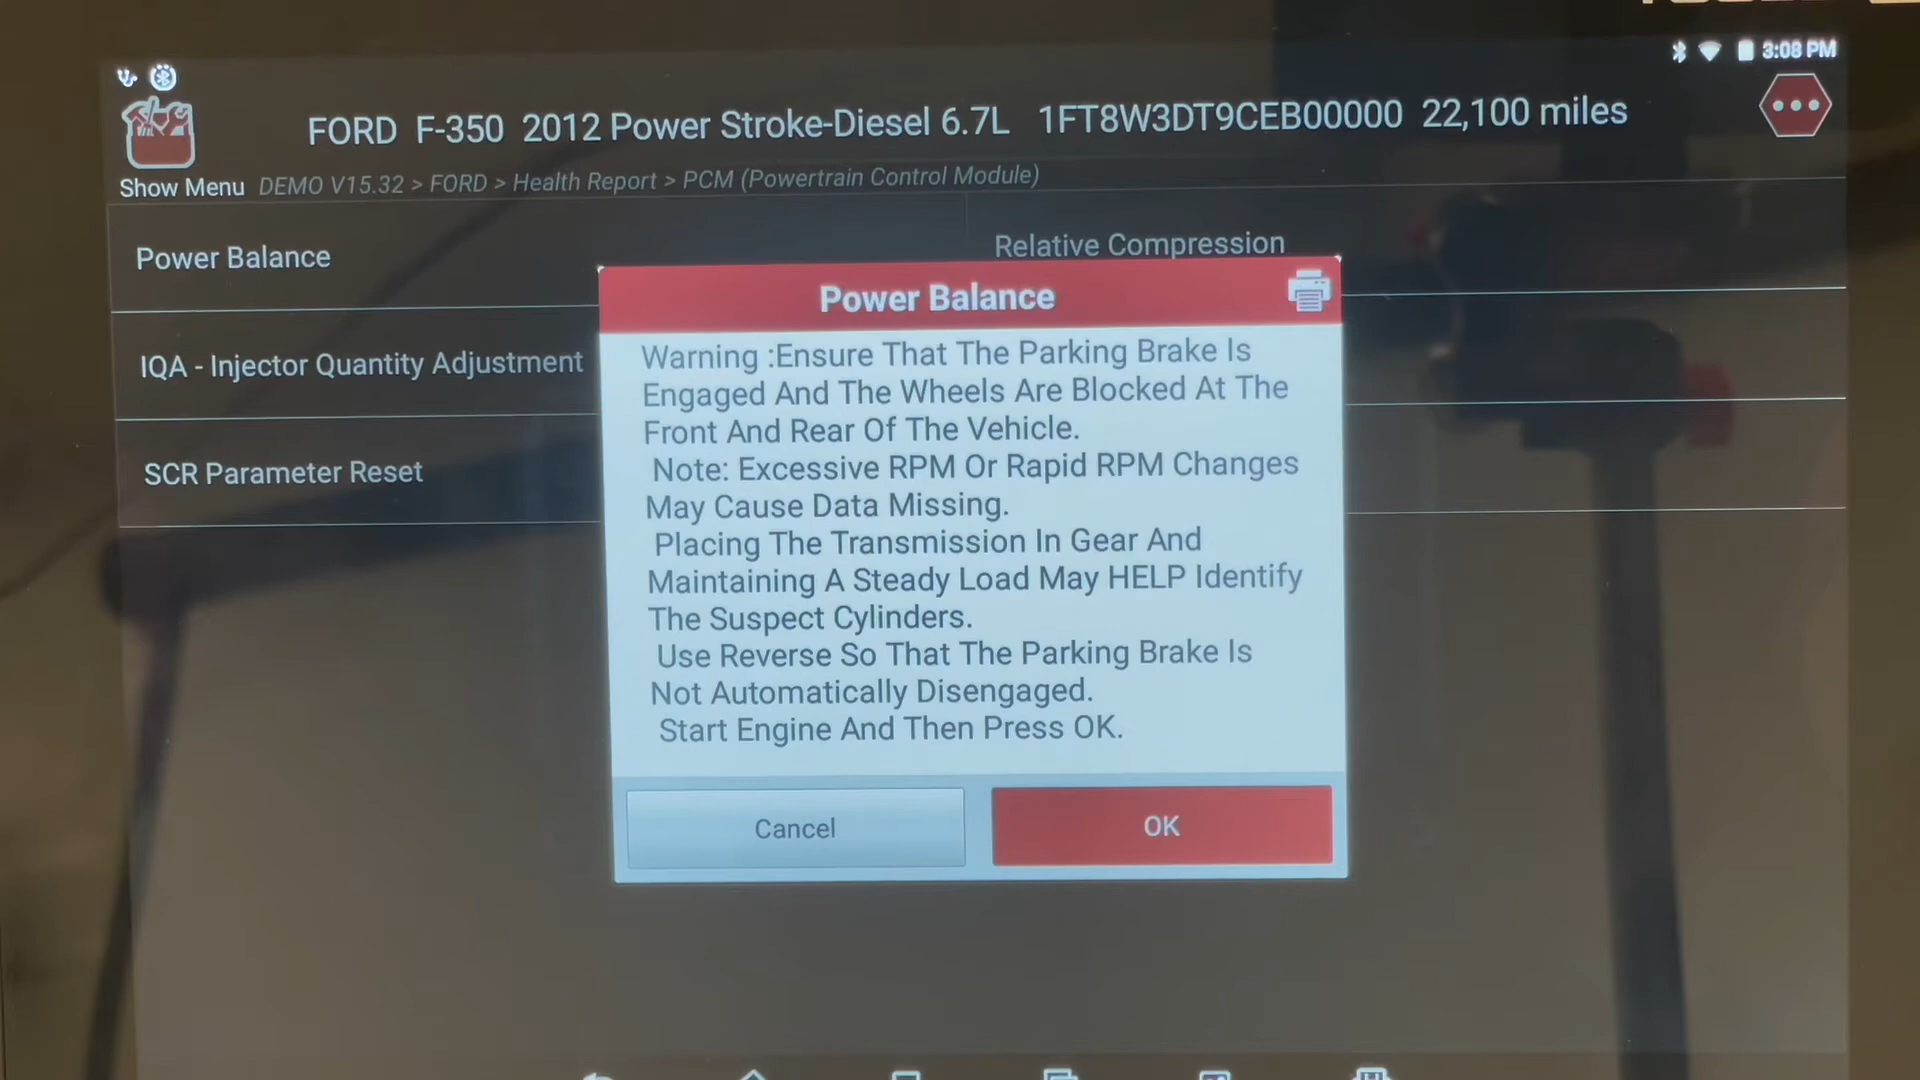 3:08 PM
FORD F-350 2012 Power Stroke-Diesel 6.7L 1FT8W3DT9CEB00000 22,100 miles
Show Menu DEMO V15.32 > FORD > Health Report > PCM (Powertrain Control Module)
Power Balance
Relative Compression
IQA - Injector Quantity Adjustment
SCR Parameter Reset
Power Balance
Warning :Ensure That The Parking Brake Is
Engaged And The Wheels Are Blocked At The
Front And Rear Of The Vehicle.
Note: Excessive RPM Or Rapid RPM Changes
May Cause Data Missing.
Placing The Transmission In Gear And
Maintaining A Steady Load May HELP Identify
The Suspect Cylinders.
Use Reverse So That The Parking Brake Is
Not Automatically Disengaged.
Start Engine And Then Press OK.
Cancel
OK